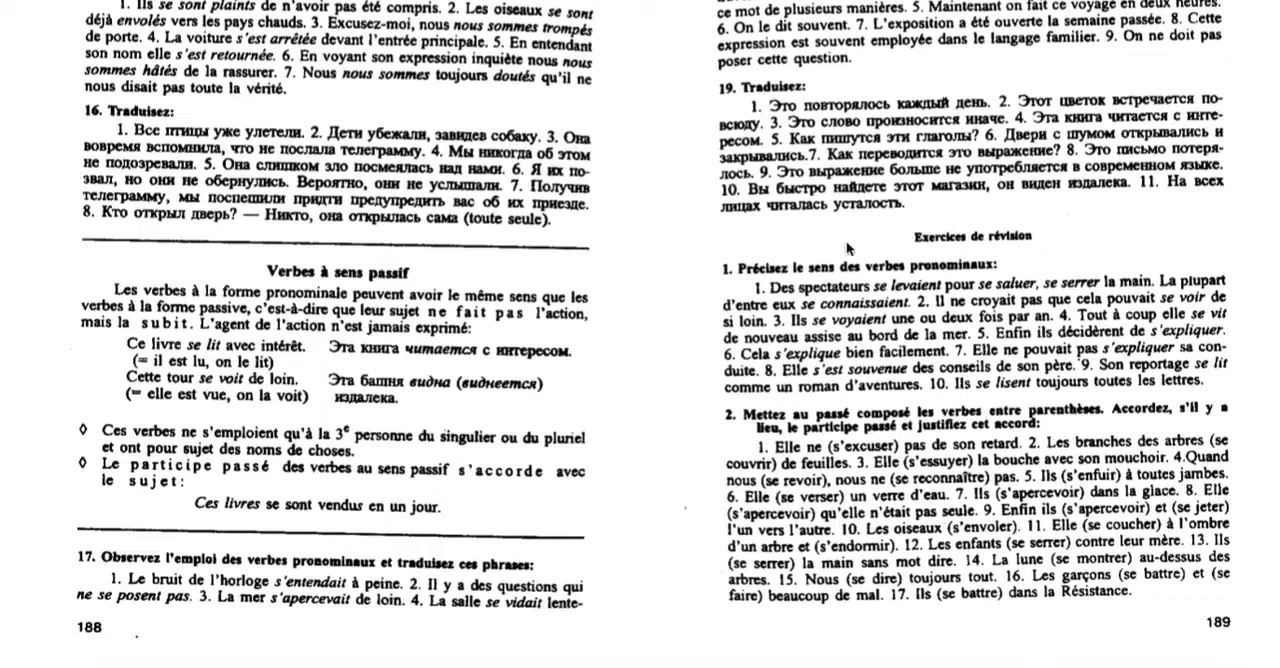 1. Ils se sont plaints de n'avoir pas été compris. 2. Les oiseaux se sont
déjà envolés vers les pays chauds. 3. Excusez-moi, nous nous sommes trompés
de porte. 4. La voiture s'est arrêtée devant l'entrée principale. 5. En entendant
son nom elle s'est retournée. 6. En voyant son expression inquiète nous nous
sommes hâtés de la rassurer. 7. Nous nous sommes toujours doutés qu'il ne
nous disait pas toute la vérité.
16. Traduisez:
1. Все птицы уже улетели. 2. Дети убежали, завидев собаку. 3. Она
вовремя вспомнила, что не послала телеграмму. 4. Мы никогда об этом
не подозревали. 5. Она слишком зло посмеялась над нами. 6. Я их по-
звал, но они не обернулись. Вероятно, они не услышали. 7. Получив
телеграмму, мы поспешили придти предупредить вас об их приезде.
8. Кто открыл дверь? — Никто, она открылась сама (toute seule).
Verbes à sens passif
Les verbes à la forme pronominale peuvent avoir le même sens que les
verbes à la forme passive, c'est-à-dire que leur sujet ne fait pas l'action,
mais la subit. L'agent de l'action n'est jamais exprimé:
Ce livre se lit avec intérêt. Эта книга читается с интересом.
(= il est lu, on le lit)
Cette tour se voit de loin. Эта башня видна (виднеется)
(= elle est vue, on la voit) издалека.
◊ Ces verbes ne s'emploient qu'à la 3e personne du singulier ou du pluriel
et ont pour sujet des noms de choses.
◊ Le participe passé des verbes au sens passif s'accorde avec
le sujet:
Ces livres se sont vendus en un jour.
17. Observez l'emploi des verbes pronominaux et traduisez ces phrases:
1. Le bruit de l'horloge s'entendait à peine. 2. Il y a des questions qui
ne se posent pas. 3. La mer s'apercevait de loin. 4. La salle se vidait lente-
188
ce mot de plusieurs manières. 5. Maintenant on fait ce voyage en deux heures.
6. On le dit souvent. 7. L'exposition a été ouverte la semaine passée. 8. Cette
expression est souvent employée dans le langage familier. 9. On ne doit pas
poser cette question.
19. Traduisez:
1. Это повторялось каждый день. 2. Этот цветок встречается по-
всюду. 3. Это слово произносится иначе. 4. Эта книга читается с инте-
ресом. 5. Как пишутся эти глаголы? 6. Двери с шумом открывались и
закрывались.7. Как переводится это выражение? 8. Это письмо потеря-
лось. 9. Это выражение больше не употребляется в современном языке.
10. Вы быстро найдете этот магазин, он виден издалека. 11. На всех
лицах читалась усталость.
Exercices de révision
1. Précisez le sens des verbes pronominaux:
1. Des spectateurs se levaient pour se saluer, se serrer la main. La plupart
d'entre eux se connaissaient. 2. Il ne croyait pas que cela pouvait se voir de
si loin. 3. Ils se voyaient une ou deux fois par an. 4. Tout à coup elle se vit
de nouveau assise au bord de la mer. 5. Enfin ils décidèrent de s'expliquer.
6. Cela s'explique bien facilement. 7. Elle ne pouvait pas s'expliquer sa con-
duite. 8. Elle s'est souvenue des conseils de son père. 9. Son reportage se lit
comme un roman d'aventures. 10. Ils se lisent toujours toutes les lettres.
2. Mettez au passé composé les verbes entre parenthèses. Accordez, s'il y a
lieu, le participe passé et justifiez cet accord:
1. Elle ne (s'excuser) pas de son retard. 2. Les branches des arbres (se
couvrir) de feuilles. 3. Elle (s'essuyer) la bouche avec son mouchoir. 4.Quand
nous (se revoir), nous ne (se reconnaître) pas. 5. Ils (s'enfuir) à toutes jambes.
6. Elle (se verser) un verre d'eau. 7. Ils (s'apercevoir) dans la glace. 8. Elle
(s'apercevoir) qu'elle n'était pas seule. 9. Enfin ils (s'apercevoir) et (se jeter)
l'un vers l'autre. 10. Les oiseaux (s'envoler). 11. Elle (se coucher) à l'ombre
d'un arbre et (s'endormir). 12. Les enfants (se serrer) contre leur mère. 13. Ils
(se serrer) la main sans mot dire. 14. La lune (se montrer) au-dessus des
arbres. 15. Nous (se dire) toujours tout. 16. Les garçons (se battre) et (se
faire) beaucoup de mal. 17. Ils (se battre) dans la Résistance.
189